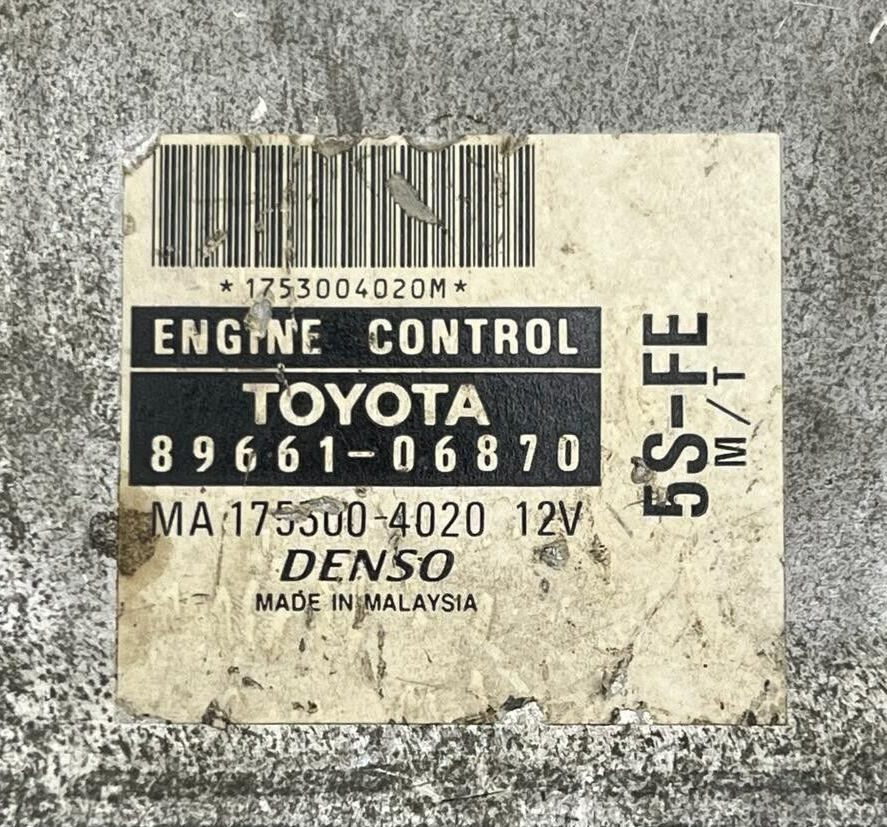 *1753004020M*
ENGINE CONTROL
TOYOTA
89661-06870
MA 175300-4020 12V
DENSO
MADE IN MALAYSIA
5S-FE
M/T